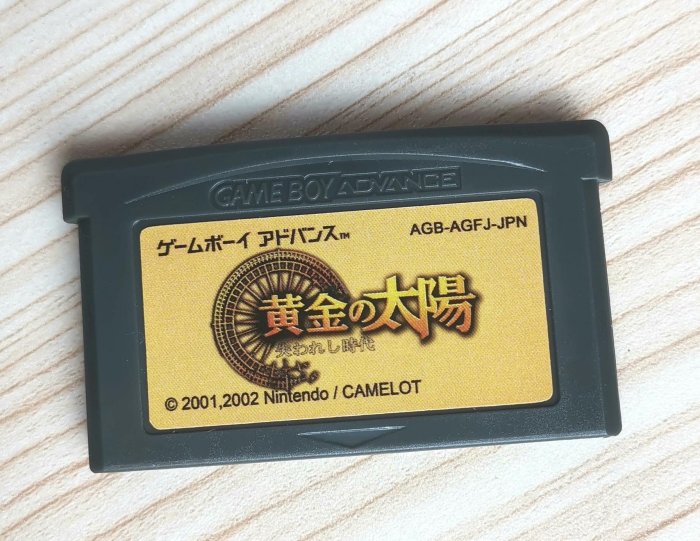 GAME BOY ADVANCE
ゲームボーイ アドバンス™
AGB-AGFJ-JPN
黄金の太陽
失われし時代
© 2001,2002 Nintendo / CAMELOT